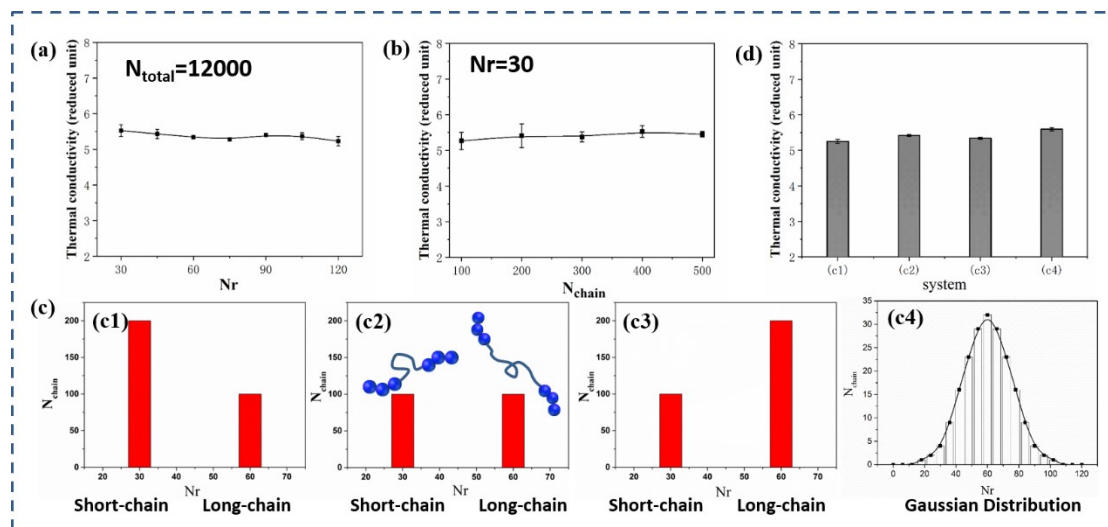 (a)
N_total=12000
Thermal conductivity (reduced unit)
8
7
6
5
4
3
2
30 60 90 120
Nr
(b)
Nr=30
Thermal conductivity (reduced unit)
8
7
6
5
4
3
2
100 200 300 400 500
N_chain
(d)
Thermal conductivity (reduced unit)
8
7
6
5
4
3
2
(c1) (c2) (c3) (c4)
system
(c)
(c1)
N_chain
200
150
100
50
0
20 30 40 50 60 70
Nr
Short-chain Long-chain
(c2)
N_chain
200
150
100
50
0
20 30 40 50 60 70
Nr
Short-chain Long-chain
(c3)
N_chain
200
150
100
50
0
20 30 40 50 60 70
Nr
Short-chain Long-chain
(c4)
N_chain
35
30
25
20
15
10
5
0
0 20 40 60 80 100 120
Nr
Gaussian Distribution